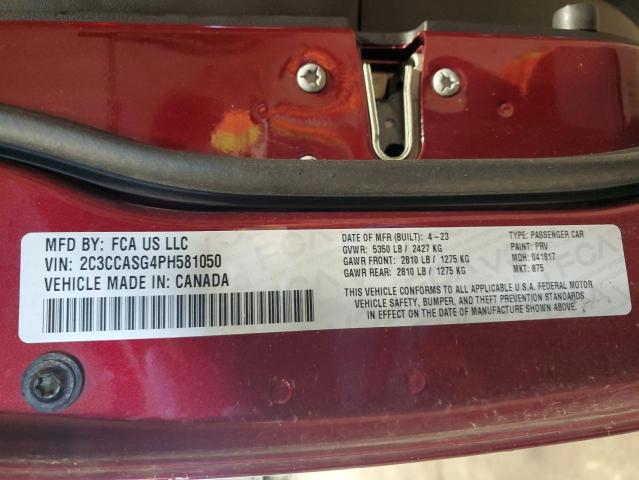 MFD BY: FCA US LLC
VIN: 2C3CCASG4PH581050
VEHICLE MADE IN: CANADA
DATE OF MFR (BUILT): 4-23
GVWR: 5350 LB / 2427 KG
GAWR FRONT: 2810 LB / 1275 KG
GAWR REAR: 2810 LB / 1275 KG
TYPE: PASSENGER CAR
PAINT: PRV
MDH: 041817
MKT: 875
THIS VEHICLE CONFORMS TO ALL APPLICABLE U.S.A. FEDERAL MOTOR
VEHICLE SAFETY, BUMPER, AND THEFT PREVENTION STANDARDS
IN EFFECT ON THE DATE OF MANUFACTURE SHOWN ABOVE.